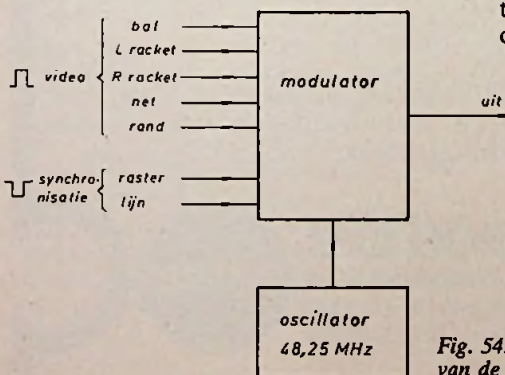 bal
L racket
video
R racket
net
rand
synchro-
nisatie
raster
lijn
modulator
uit
oscillator
48,25 MHz
Fig. 54.
van de